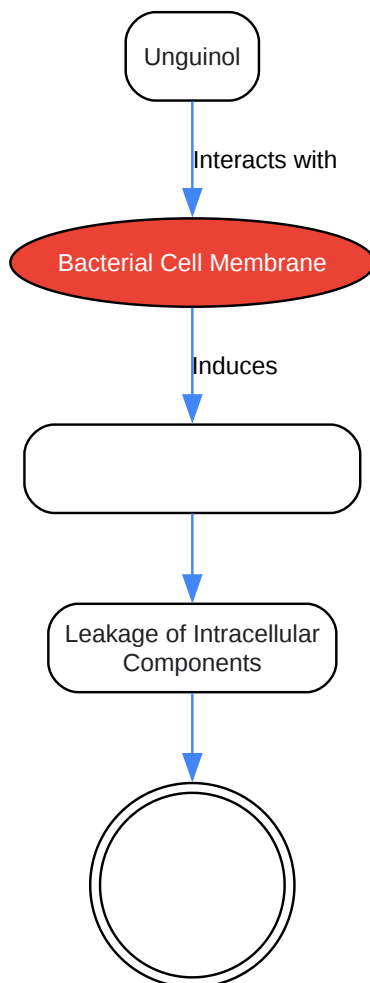 Unguinol
Interacts with
Bacterial Cell Membrane
Induces
Leakage of Intracellular
Components